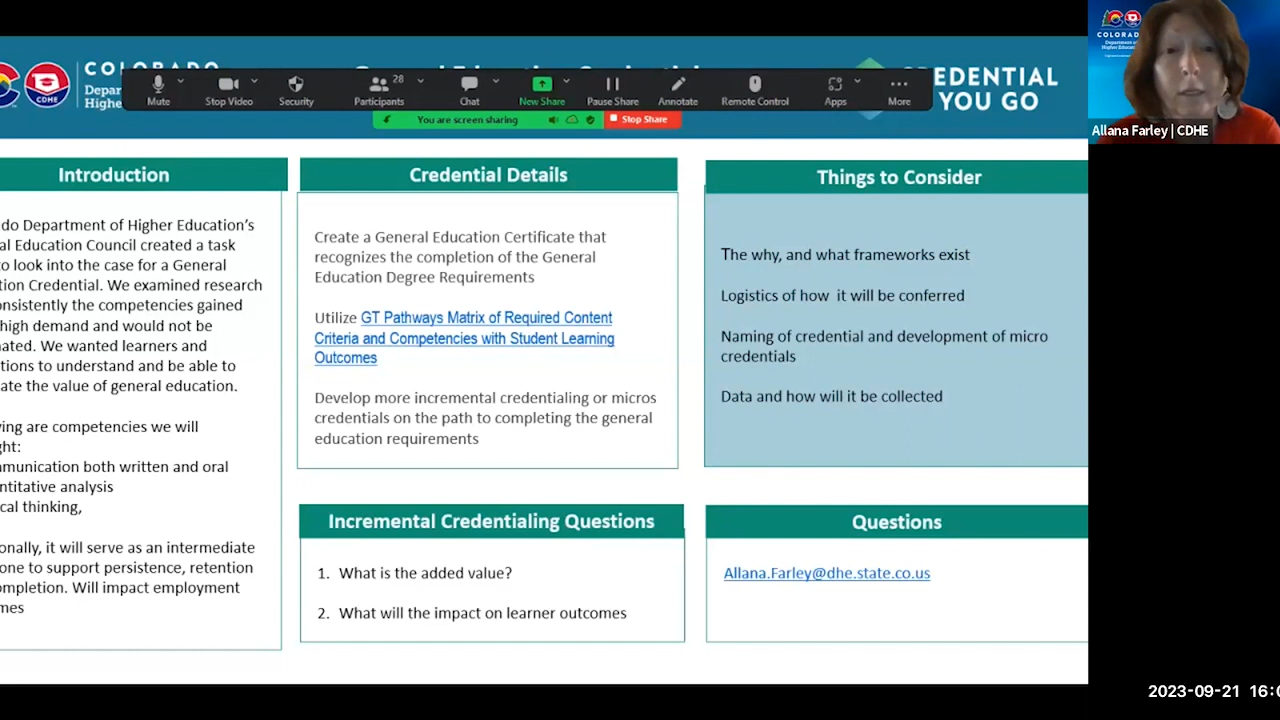 COLORADO
Depar
Highe
CDHE
EDENTIAL
YOU GO
Mute
Stop Video
Security
Participants
28
Chat
New Share
Pause Share
Annotate
Remote Control
Apps
More
You are screen sharing
Stop Share
COLORAD
Allana Farley | CDHE
Introduction
do Department of Higher Education's
al Education Council created a task
to look into the case for a General
tion Credential. We examined research
onsistently the competencies gained
high demand and would not be
nated. We wanted learners and
tions to understand and be able to
ate the value of general education.
ving are competencies we will
ght:
mmunication both written and oral
ntitative analysis
cal thinking,
onally, it will serve as an intermediate
one to support persistence, retention
ompletion. Will impact employment
mes
Credential Details
Create a General Education Certificate that
recognizes the completion of the General
Education Degree Requirements
Utilize GT Pathways Matrix of Required Content
Criteria and Competencies with Student Learning
Outcomes
Develop more incremental credentialing or micros
credentials on the path to completing the general
education requirements
Things to Consider
The why, and what frameworks exist
Logistics of how it will be conferred
Naming of credential and development of micro
credentials
Data and how will it be collected
Incremental Credentialing Questions
1. What is the added value?
2. What will the impact on learner outcomes
Questions
Allana.Farley@dhe.state.co.us
2023-09-21 16:0